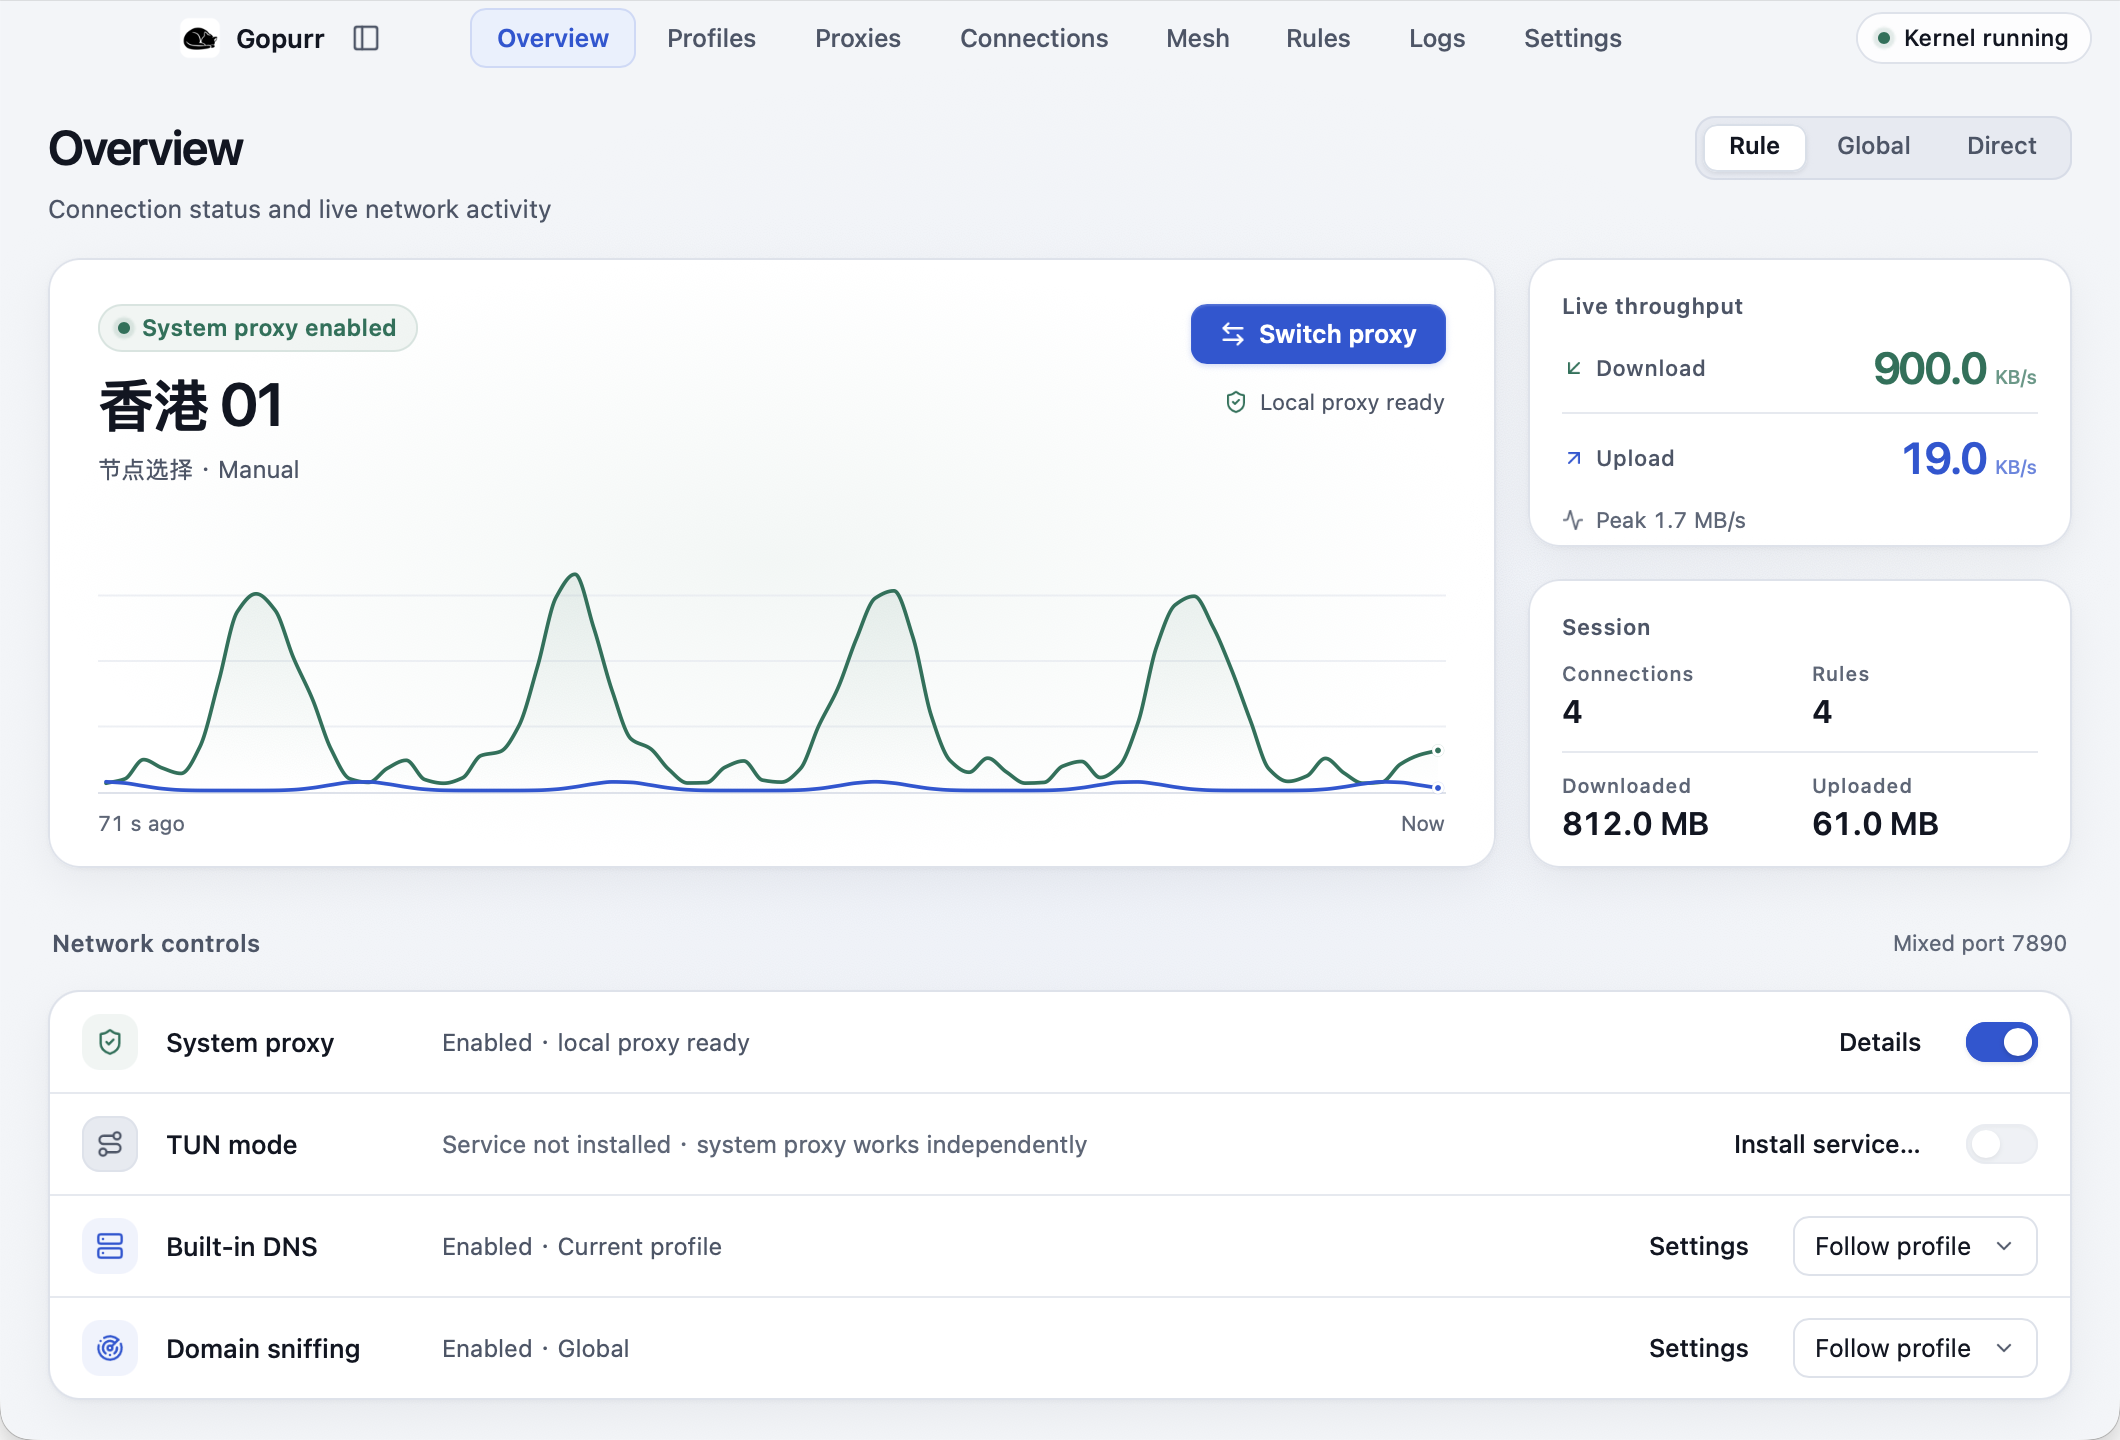 Gopurr
Overview
Profiles
Proxies
Connections
Mesh
Rules
Logs
Settings
Kernel running
Overview
Connection status and live network activity
Rule
Global
Direct
System proxy enabled
香港 01
节点选择 · Manual
Switch proxy
Local proxy ready
71 s ago
Now
Live throughput
Download
900.0 KB/s
Upload
19.0 KB/s
Peak 1.7 MB/s
Session
Connections
4
Rules
4
Downloaded
812.0 MB
Uploaded
61.0 MB
Network controls
Mixed port 7890
System proxy
Enabled · local proxy ready
Details
TUN mode
Service not installed · system proxy works independently
Install service...
Built-in DNS
Enabled · Current profile
Settings
Follow profile
Domain sniffing
Enabled · Global
Settings
Follow profile